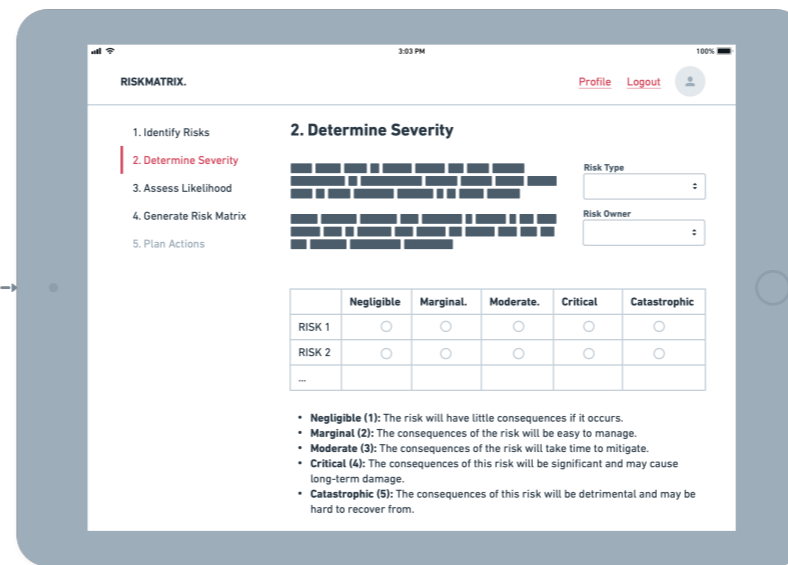 3:03 PM
100%
RISKMATRIX.
Profile Logout
1. Identify Risks
2. Determine Severity
3. Assess Likelihood
4. Generate Risk Matrix
5. Plan Actions
2. Determine Severity
Risk Type
Risk Owner
Negligible Marginal. Moderate. Critical Catastrophic
RISK 1
RISK 2
...
• Negligible (1): The risk will have little consequences if it occurs.
• Marginal (2): The consequences of the risk will be easy to manage.
• Moderate (3): The consequences of the risk will take time to mitigate.
• Critical (4): The consequences of this risk will be significant and may cause
long-term damage.
• Catastrophic (5): The consequences of this risk will be detrimental and may be
hard to recover from.